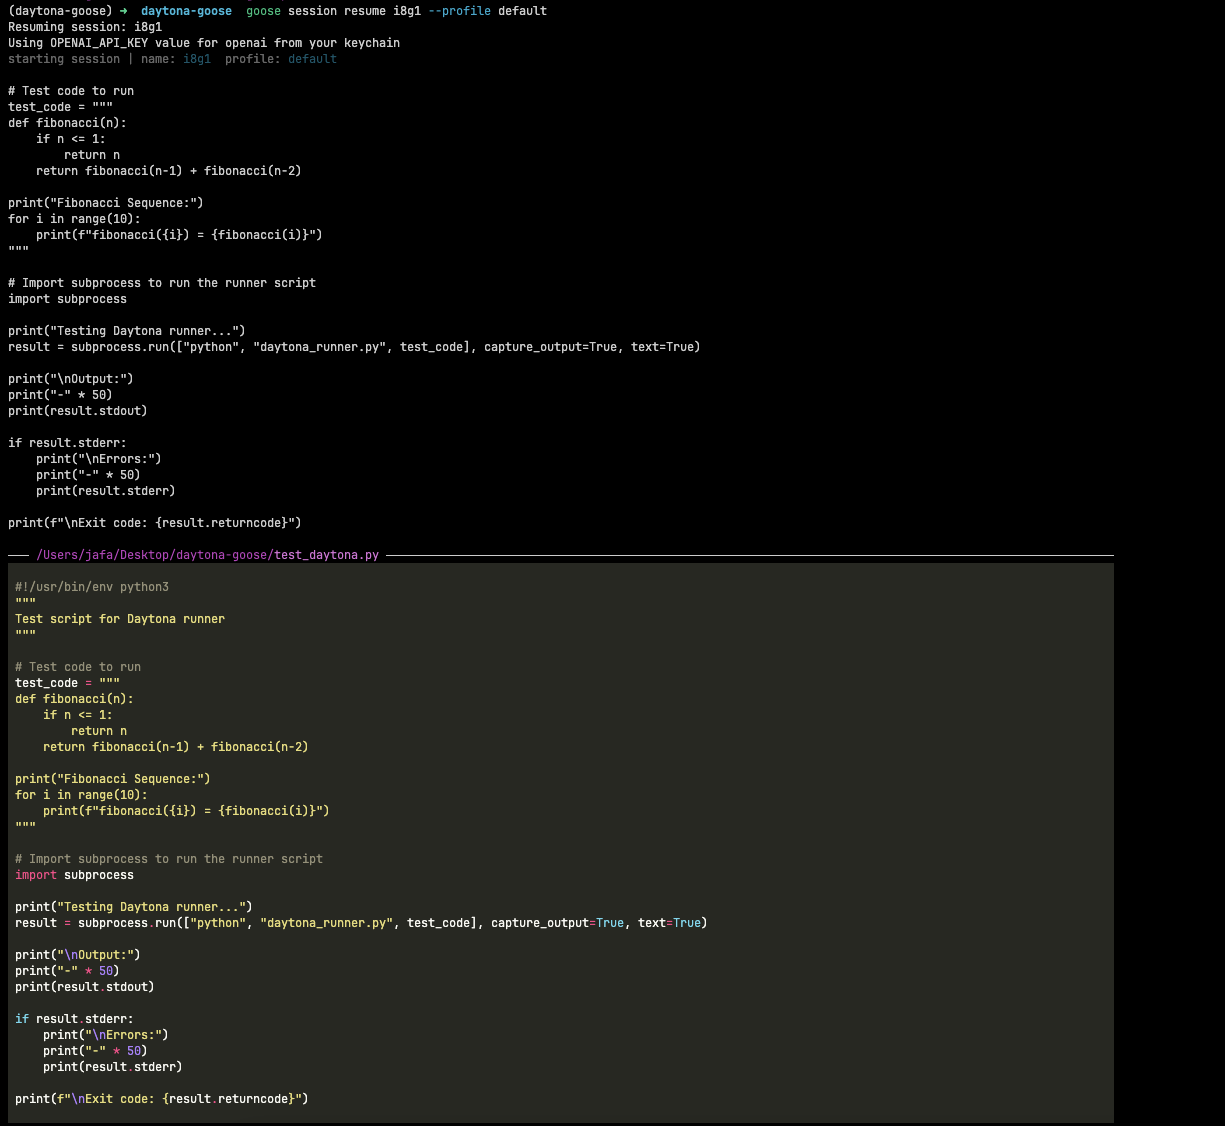 (daytona-goose) ➜  daytona-goose  goose session resume i8g1 --profile default
Resuming session: i8g1
Using OPENAI_API_KEY value for openai from your keychain
starting session | name: i8g1  profile: default

# Test code to run
test_code = """
def fibonacci(n):
    if n <= 1:
        return n
    return fibonacci(n-1) + fibonacci(n-2)

print("Fibonacci Sequence:")
for i in range(10):
    print(f"fibonacci({i}) = {fibonacci(i)}")
"""

# Import subprocess to run the runner script
import subprocess

print("Testing Daytona runner...")
result = subprocess.run(["python", "daytona_runner.py", test_code], capture_output=True, text=True)

print("\nOutput:")
print("-" * 50)
print(result.stdout)

if result.stderr:
    print("\nErrors:")
    print("-" * 50)
    print(result.stderr)

print(f"\nExit code: {result.returncode}")

/Users/jafa/Desktop/daytona-goose/test_daytona.py

#!/usr/bin/env python3
"""
Test script for Daytona runner
"""

# Test code to run
test_code = """
def fibonacci(n):
    if n <= 1:
        return n
    return fibonacci(n-1) + fibonacci(n-2)

print("Fibonacci Sequence:")
for i in range(10):
    print(f"fibonacci({i}) = {fibonacci(i)}")
"""

# Import subprocess to run the runner script
import subprocess

print("Testing Daytona runner...")
result = subprocess.run(["python", "daytona_runner.py", test_code], capture_output=True, text=True)

print("\nOutput:")
print("-" * 50)
print(result.stdout)

if result.stderr:
    print("\nErrors:")
    print("-" * 50)
    print(result.stderr)

print(f"\nExit code: {result.returncode}")